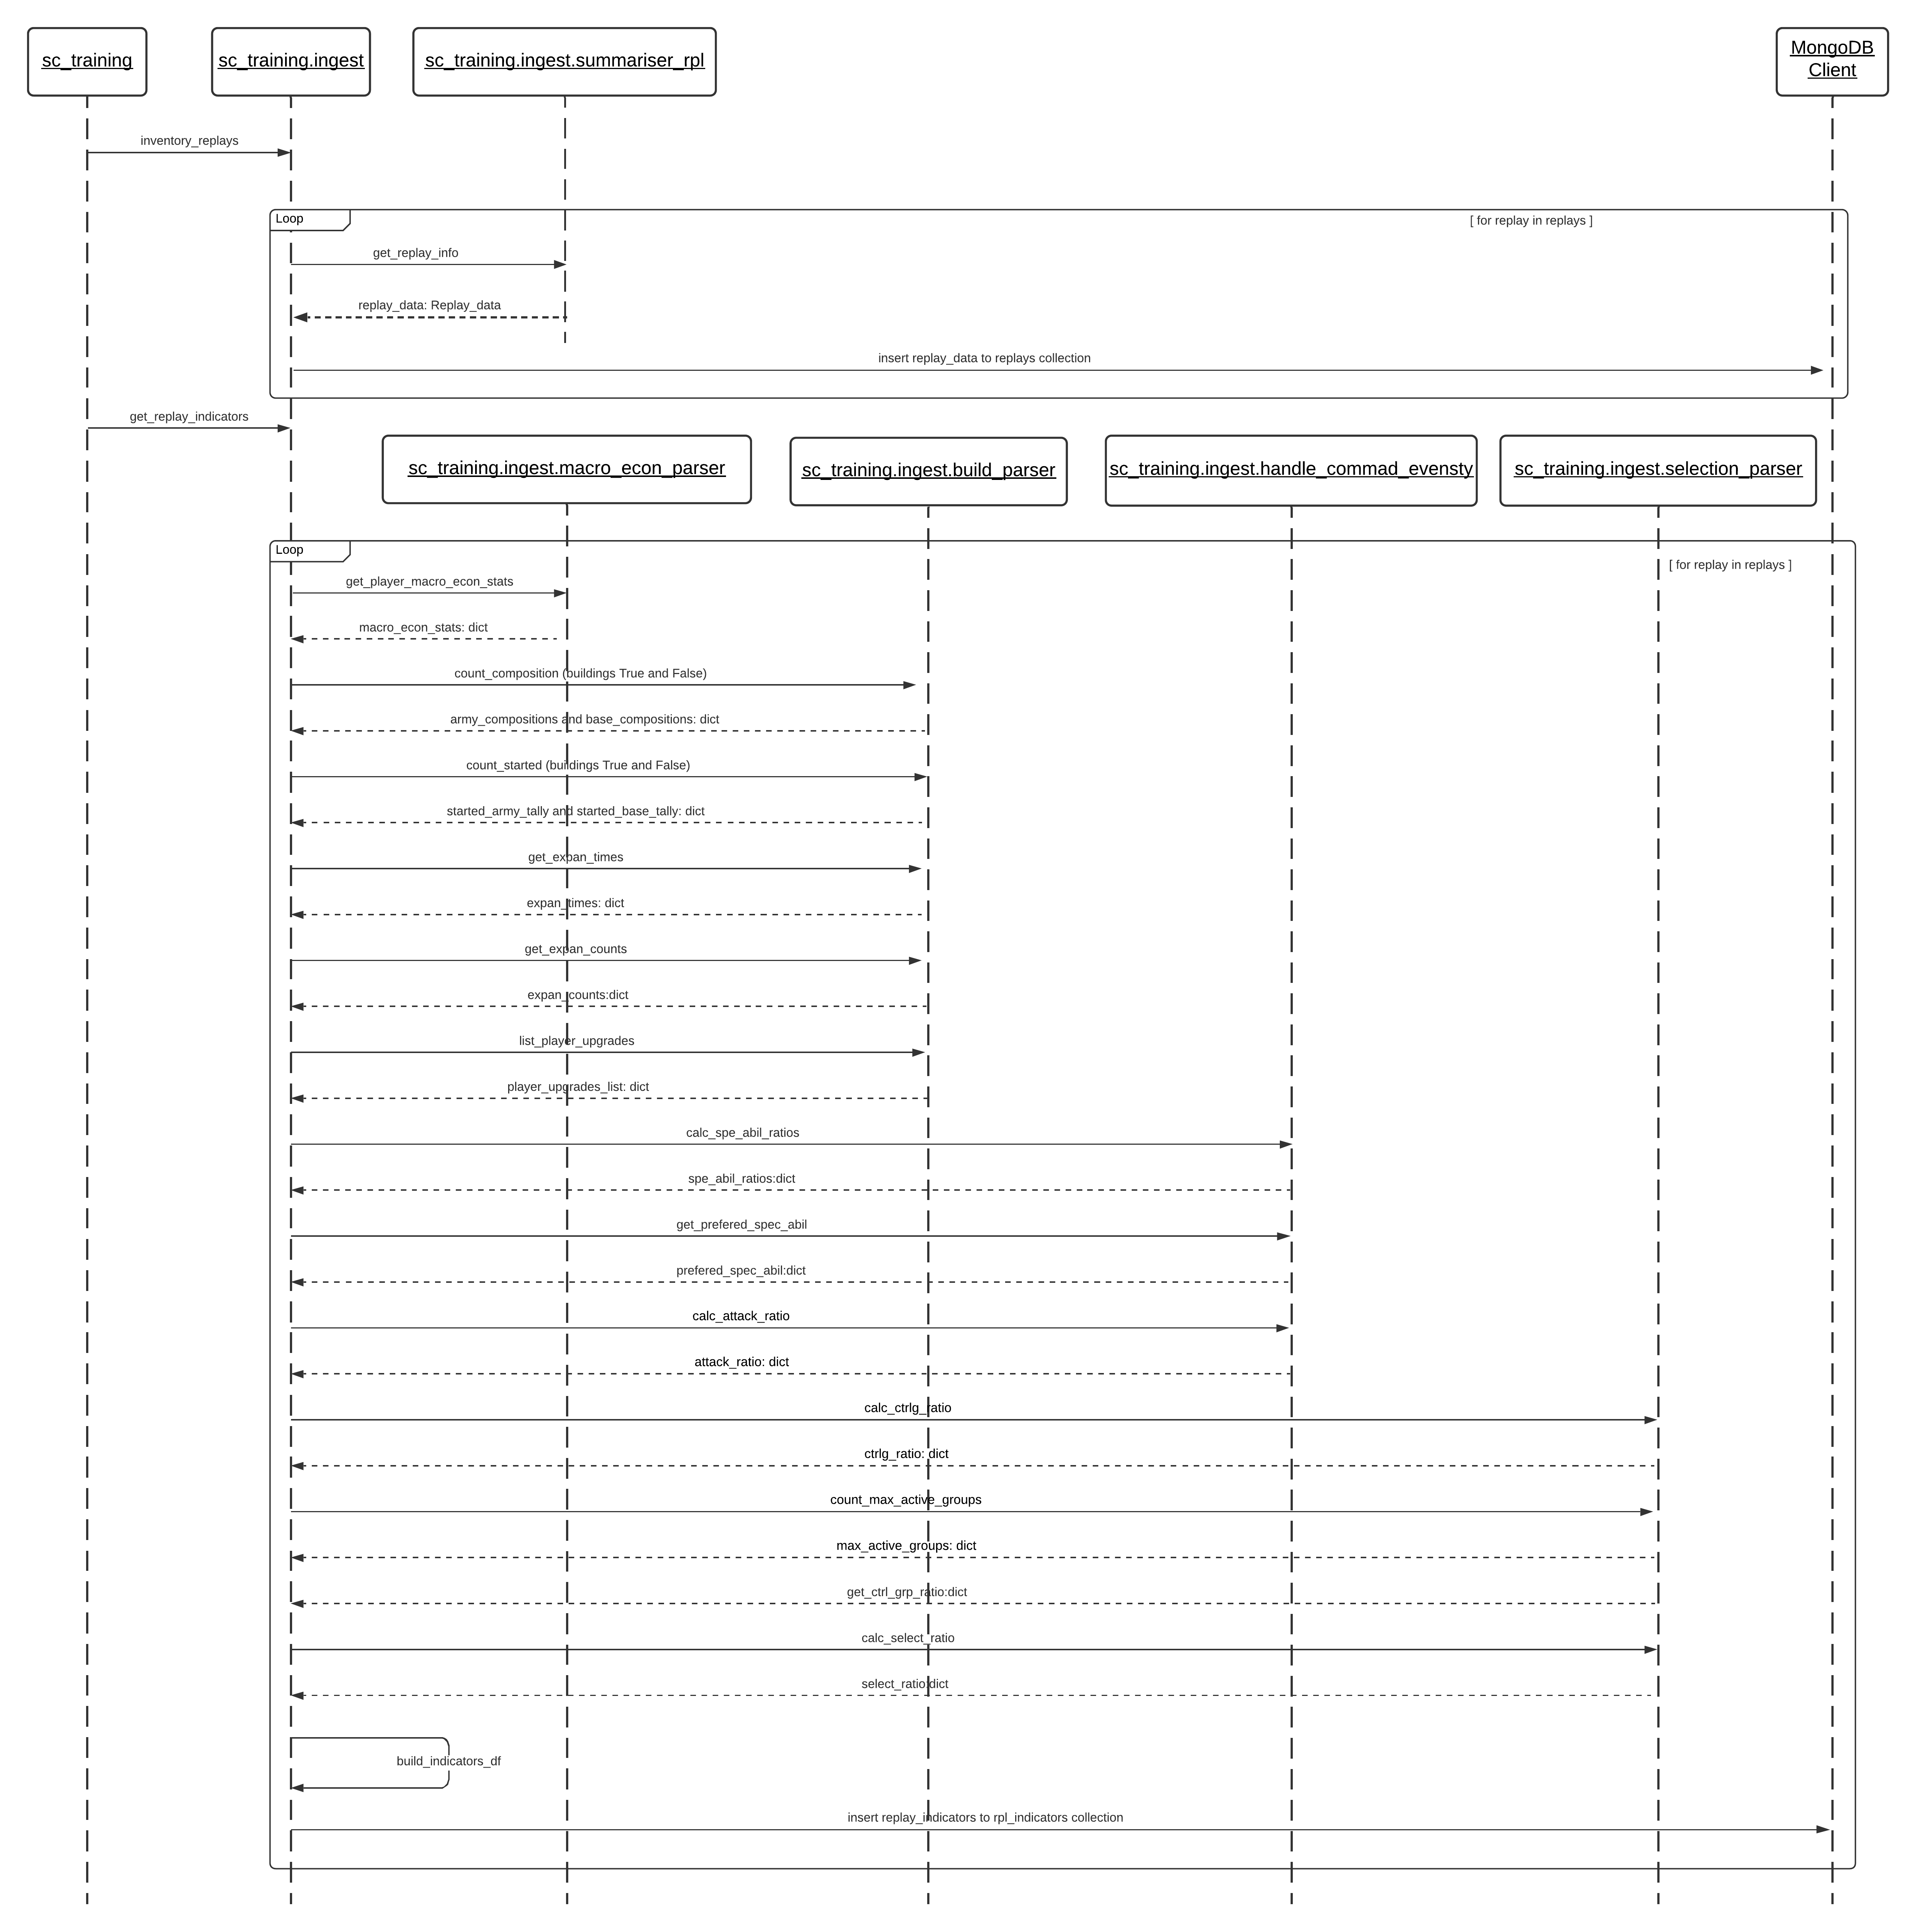 sc_training
sc_training.ingest
sc_training.ingest.summariser_rpl
MongoDB
Client
inventory_replays
Loop
[ for replay in replays ]
get_replay_info
replay_data: Replay_data
insert replay_data to replays collection
get_replay_indicators
sc_training.ingest.macro_econ_parser
sc_training.ingest.build_parser
sc_training.ingest.handle_commad_evensty
sc_training.ingest.selection_parser
Loop
[ for replay in replays ]
get_player_macro_econ_stats
macro_econ_stats: dict
count_composition (buildings True and False)
army_compositions and base_compositions: dict
count_started (buildings True and False)
started_army_tally and started_base_tally: dict
get_expan_times
expan_times: dict
get_expan_counts
expan_counts:dict
list_player_upgrades
player_upgrades_list: dict
calc_spe_abil_ratios
spe_abil_ratios:dict
get_prefered_spec_abil
prefered_spec_abil:dict
calc_attack_ratio
attack_ratio: dict
calc_ctrlg_ratio
ctrlg_ratio: dict
count_max_active_groups
max_active_groups: dict
get_ctrl_grp_ratio:dict
calc_select_ratio
select_ratio:dict
build_indicators_df
insert replay_indicators to rpl_indicators collection